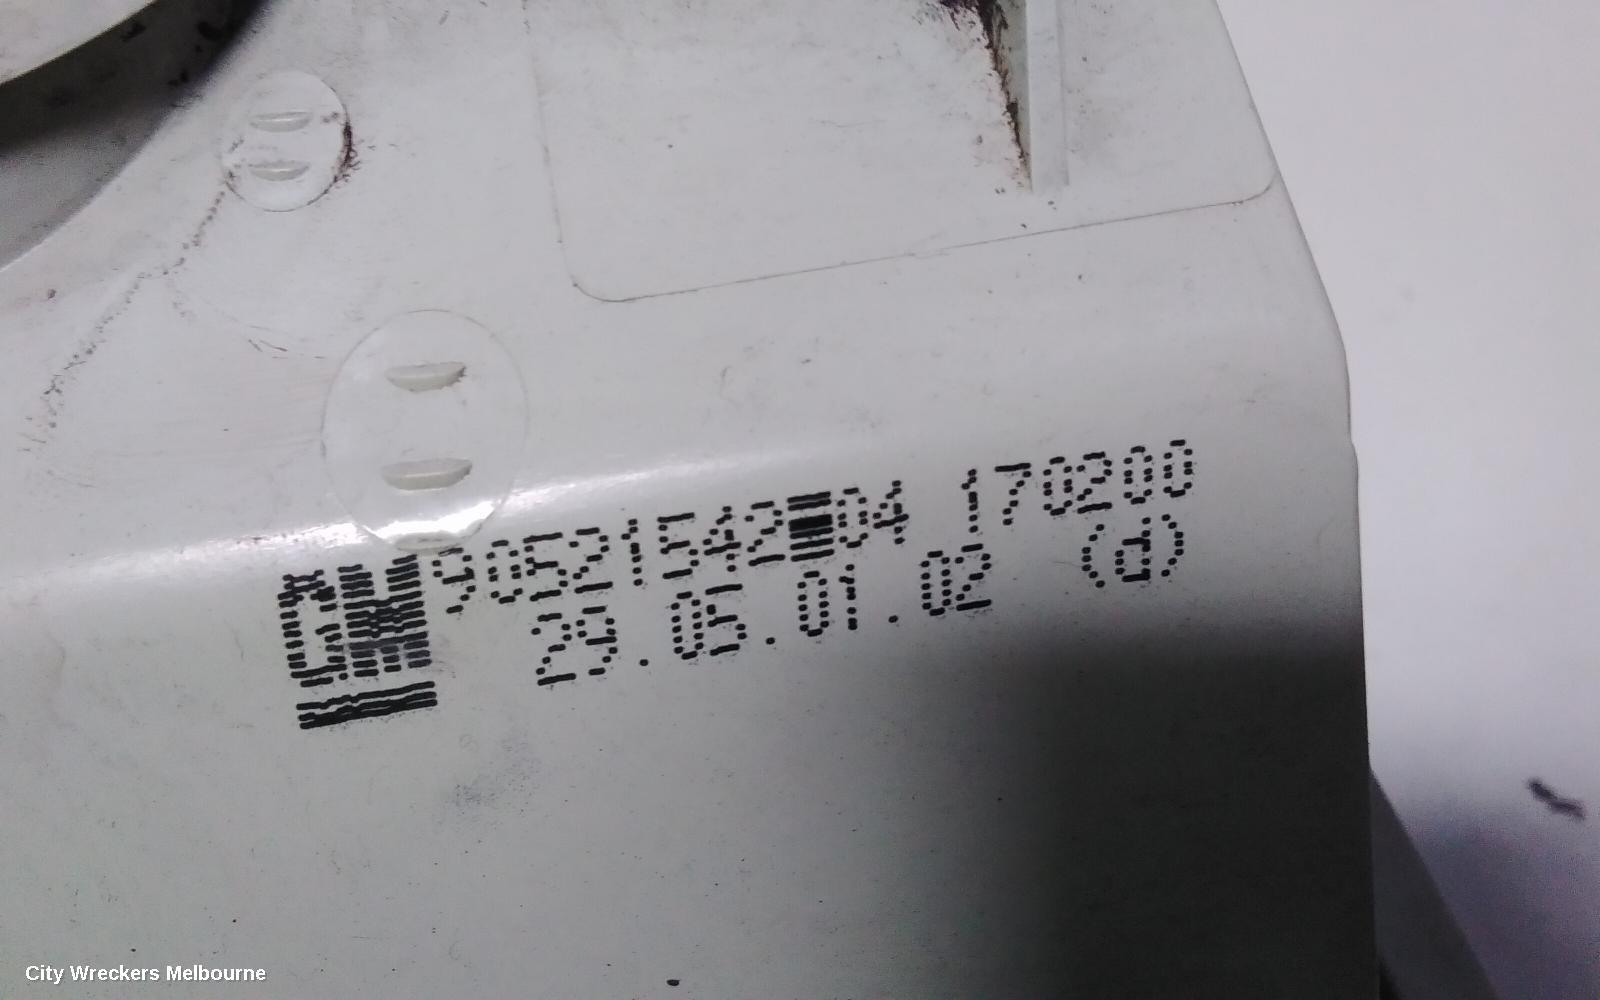 GM 90521542 04 170200
29.05.01.02 (d)
City Wreckers Melbourne